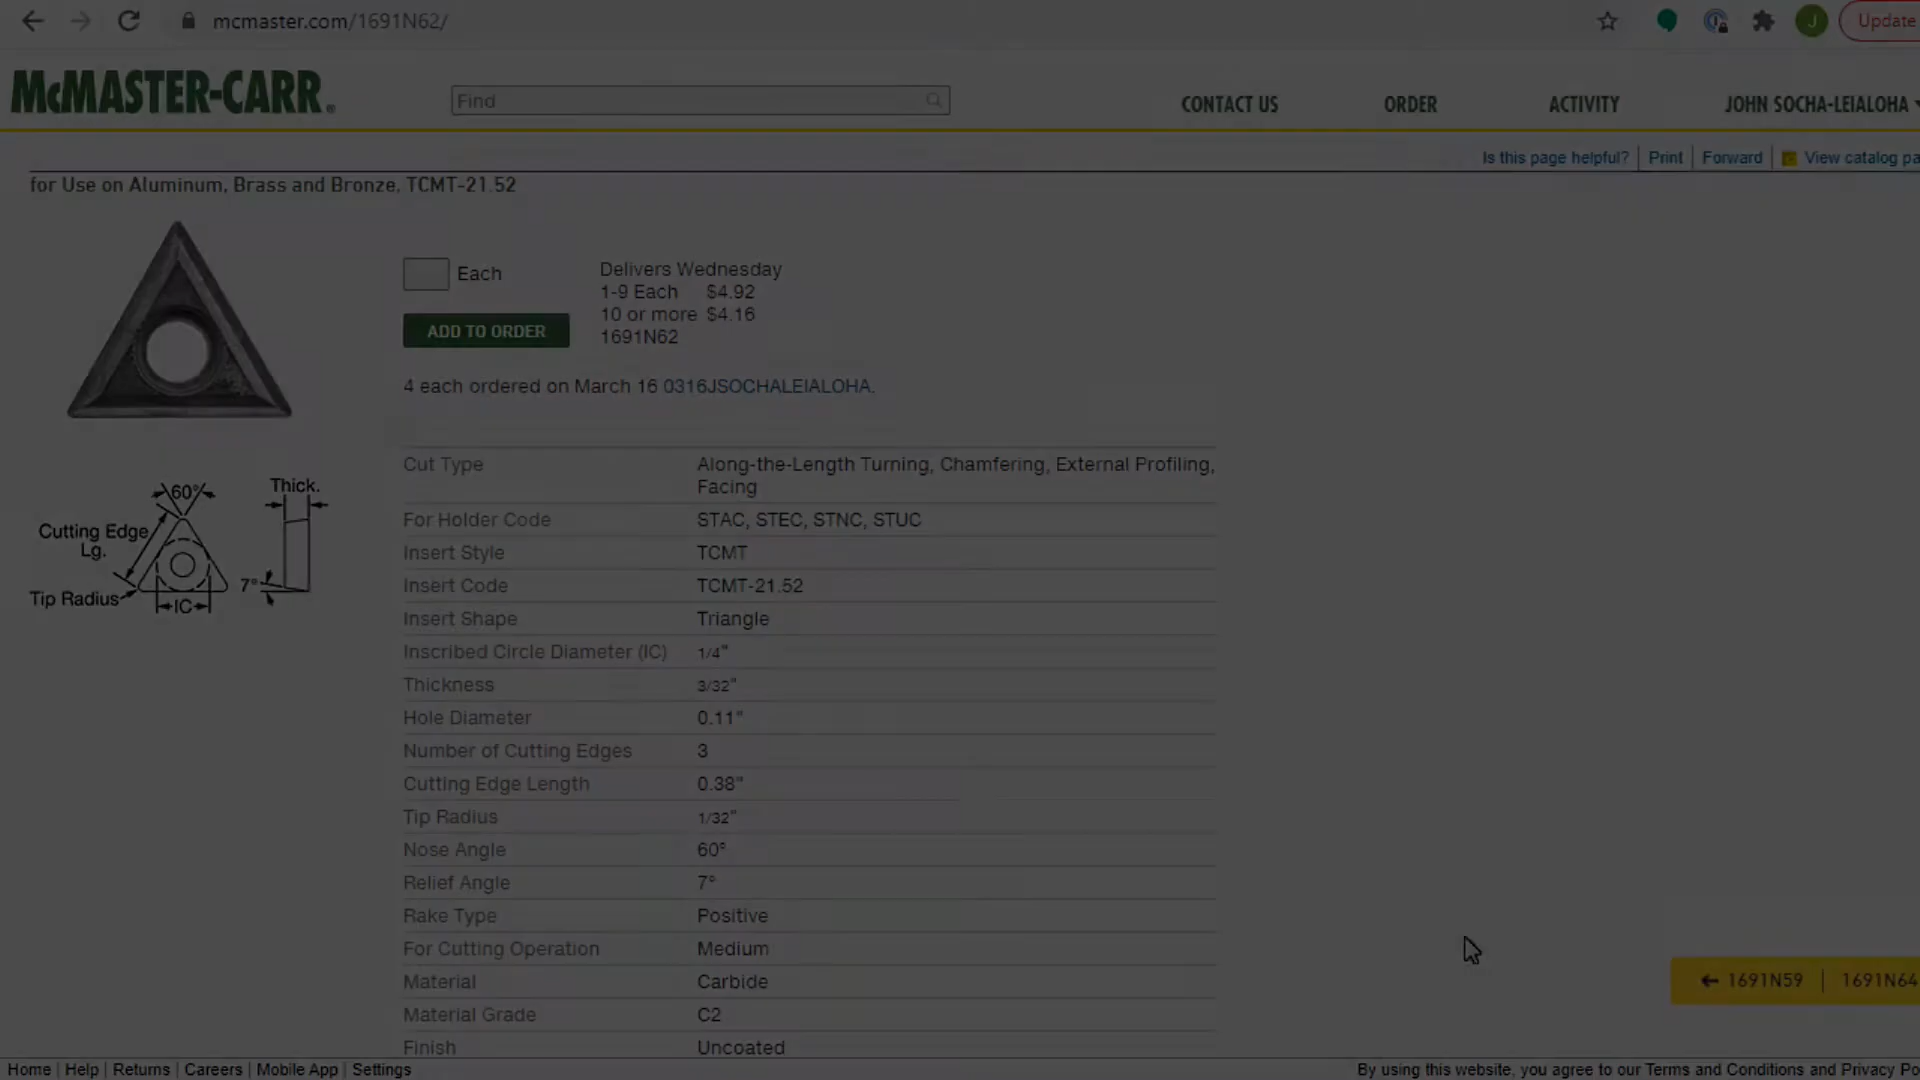 mcmaster.com/1691N62/
J
Update
McMASTER-CARR®
Find
CONTACT US
ORDER
ACTIVITY
JOHN SOCHA-LEIALOHA
Is this page helpful?
Print
Forward
View catalog pa
for Use on Aluminum, Brass and Bronze, TCMT-21.52
Each
Delivers Wednesday
1-9 Each $4.92
10 or more $4.16
1691N62
ADD TO ORDER
4 each ordered on March 16 0316JSOCHALEIALOHA.
Cut Type Along-the-Length Turning, Chamfering, External Profiling,
Facing
For Holder Code STAC, STEC, STNC, STUC
Insert Style TCMT
Insert Code TCMT-21.52
Insert Shape Triangle
Inscribed Circle Diameter (IC) 1/4"
Thickness 3/32"
Hole Diameter 0.11"
Number of Cutting Edges 3
Cutting Edge Length 0.38"
Tip Radius 1/32"
Nose Angle 60°
Relief Angle 7°
Rake Type Positive
For Cutting Operation Medium
Material Carbide
Material Grade C2
Finish Uncoated
60°
Thick.
Cutting Edge
Lg.
7°
Tip Radius
IC
1691N59
1691N64
Home | Help | Returns | Careers | Mobile App | Settings
By using this website, you agree to our Terms and Conditions and Privacy Po